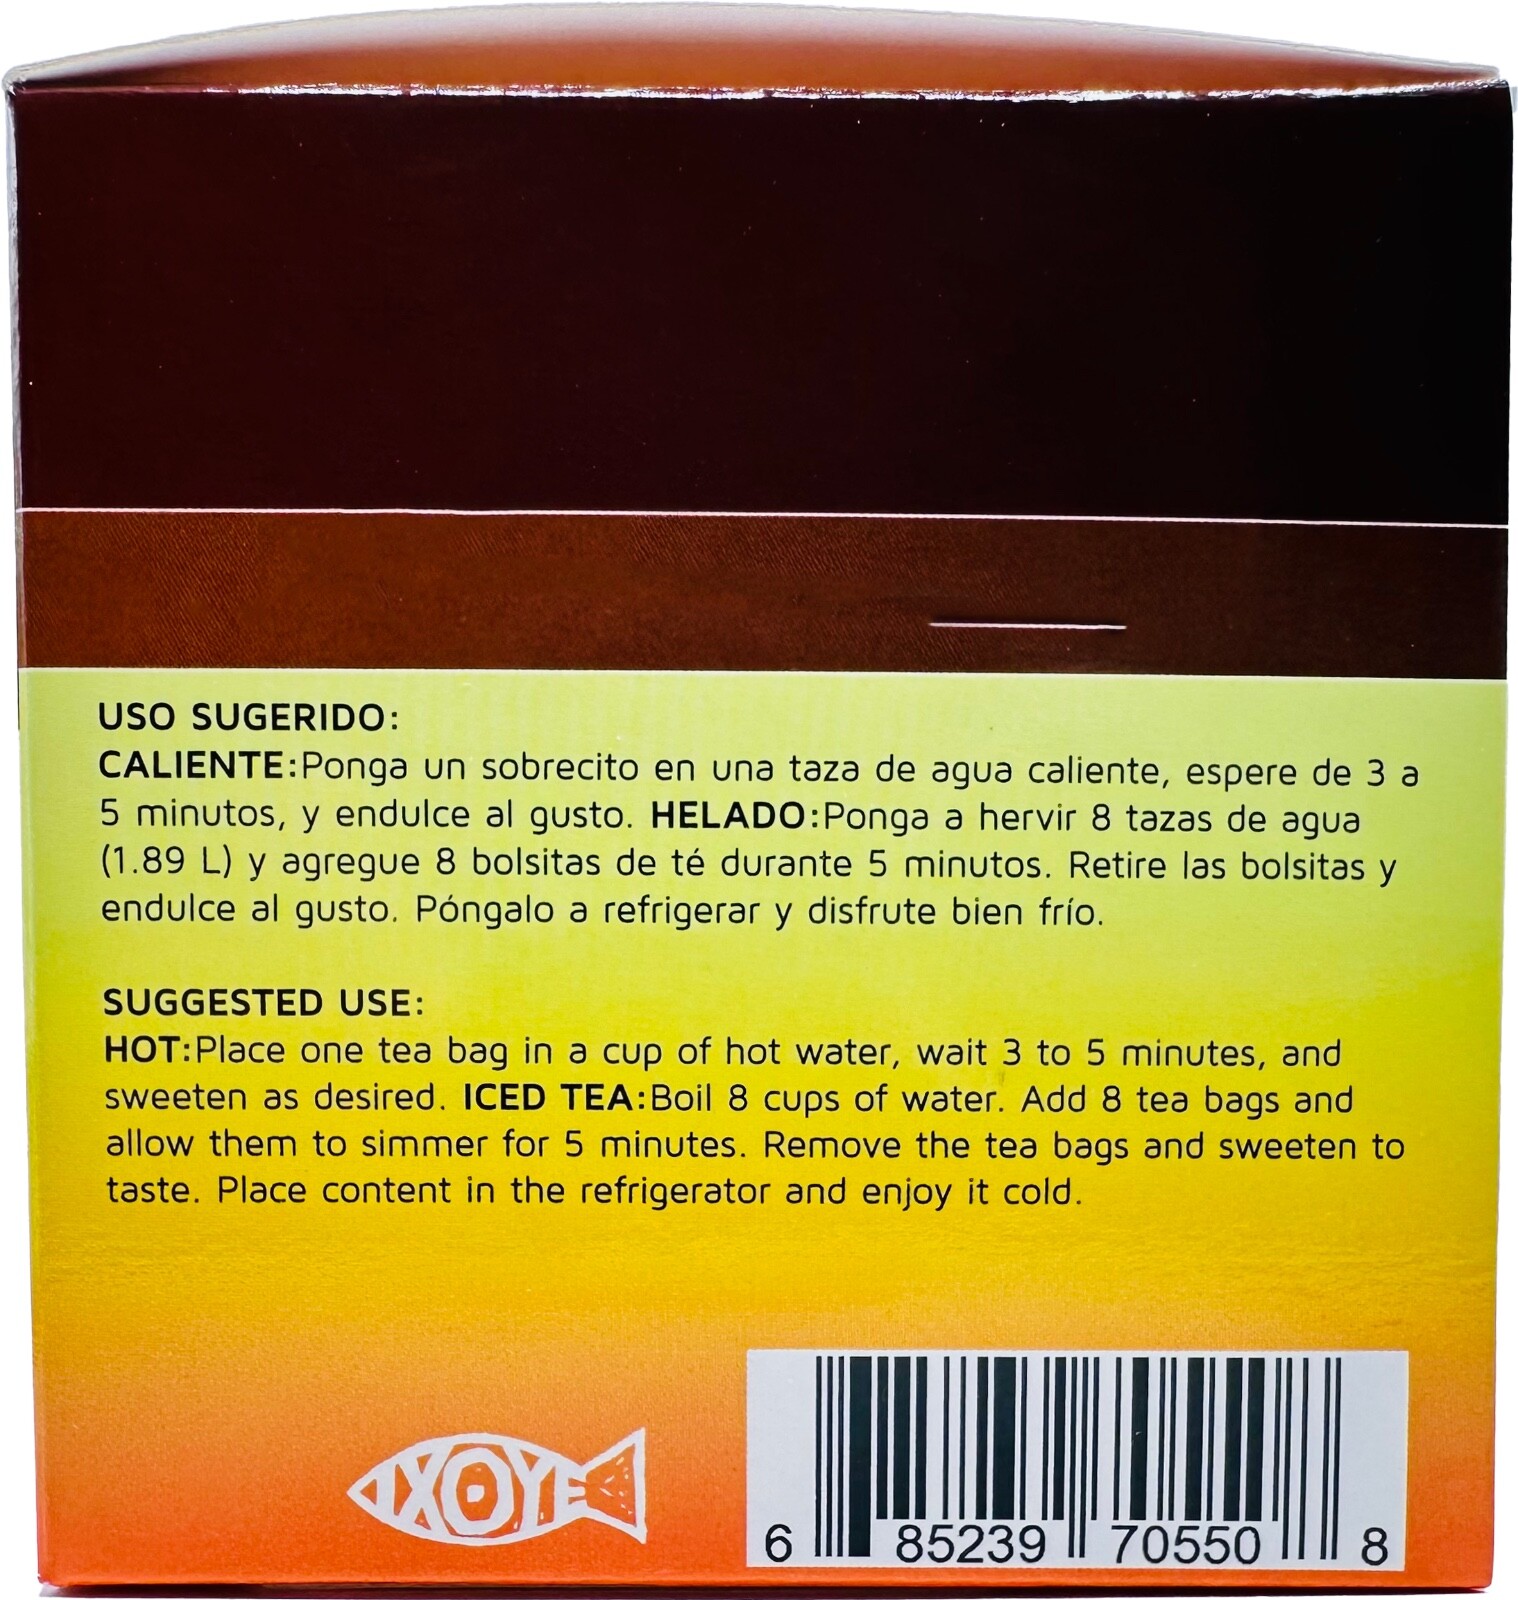 USO SUGERIDO:
CALIENTE:Ponga un sobrecito en una taza de agua caliente, espere de 3 a
5 minutos, y endulce al gusto. HELADO:Ponga a hervir 8 tazas de agua
(1.89 L) y agregue 8 bolsitas de té durante 5 minutos. Retire las bolsitas y
endulce al gusto. Póngalo a refrigerar y disfrute bien frío.
SUGGESTED USE:
HOT:Place one tea bag in a cup of hot water, wait 3 to 5 minutes, and
sweeten as desired. ICED TEA:Boil 8 cups of water. Add 8 tea bags and
allow them to simmer for 5 minutes. Remove the tea bags and sweeten to
taste. Place content in the refrigerator and enjoy it cold.
IXOYE
6 85239 70550 8